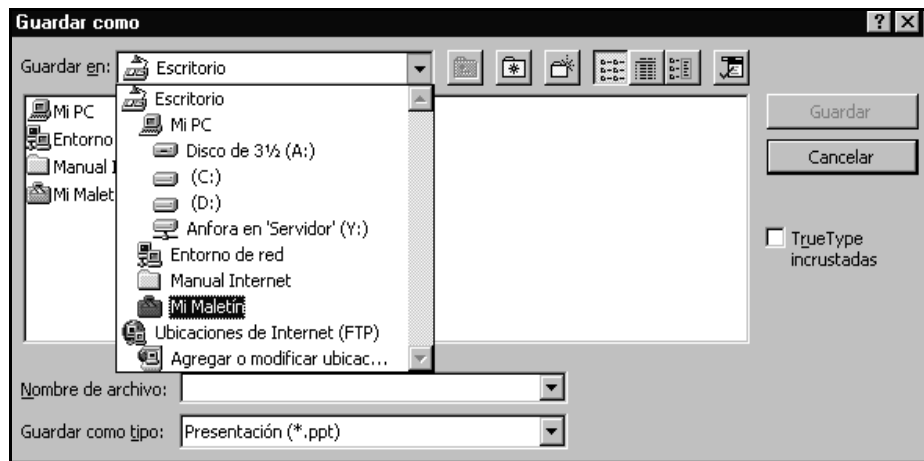 Guardar como
Guardar en: Escritorio
Escritorio
Mi PC
Disco de 3½ (A:)
(C:)
(D:)
Anfora en 'Servidor' (Y:)
Entorno de red
Manual Internet
Mi Maletín
Ubicaciones de Internet (FTP)
Agregar o modificar ubicac...
Mi PC
Entorno
Manual I
Mi Malet
Guardar
Cancelar
TrueType
incrustadas
Nombre de archivo:
Guardar como tipo: Presentación (*.ppt)